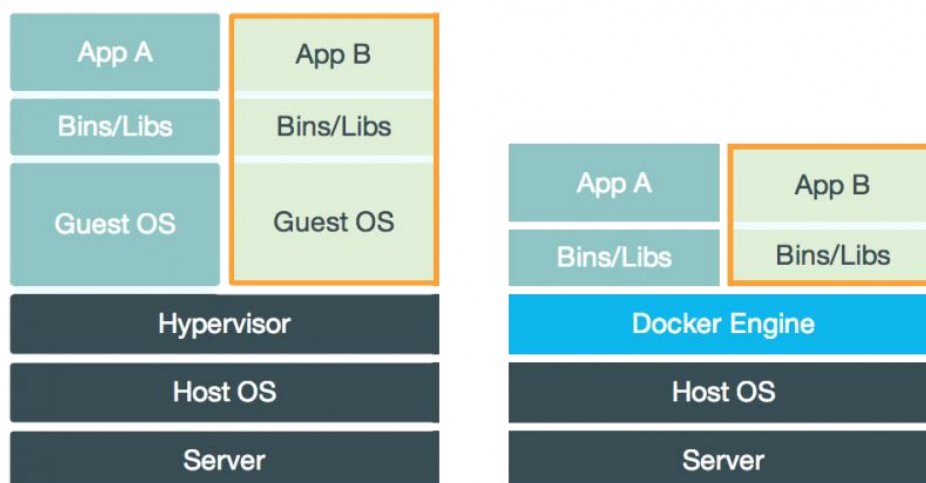 App A
App B
Bins/Libs
Bins/Libs
Guest OS
Guest OS
Hypervisor
Host OS
Server
App A
App B
Bins/Libs
Bins/Libs
Docker Engine
Host OS
Server